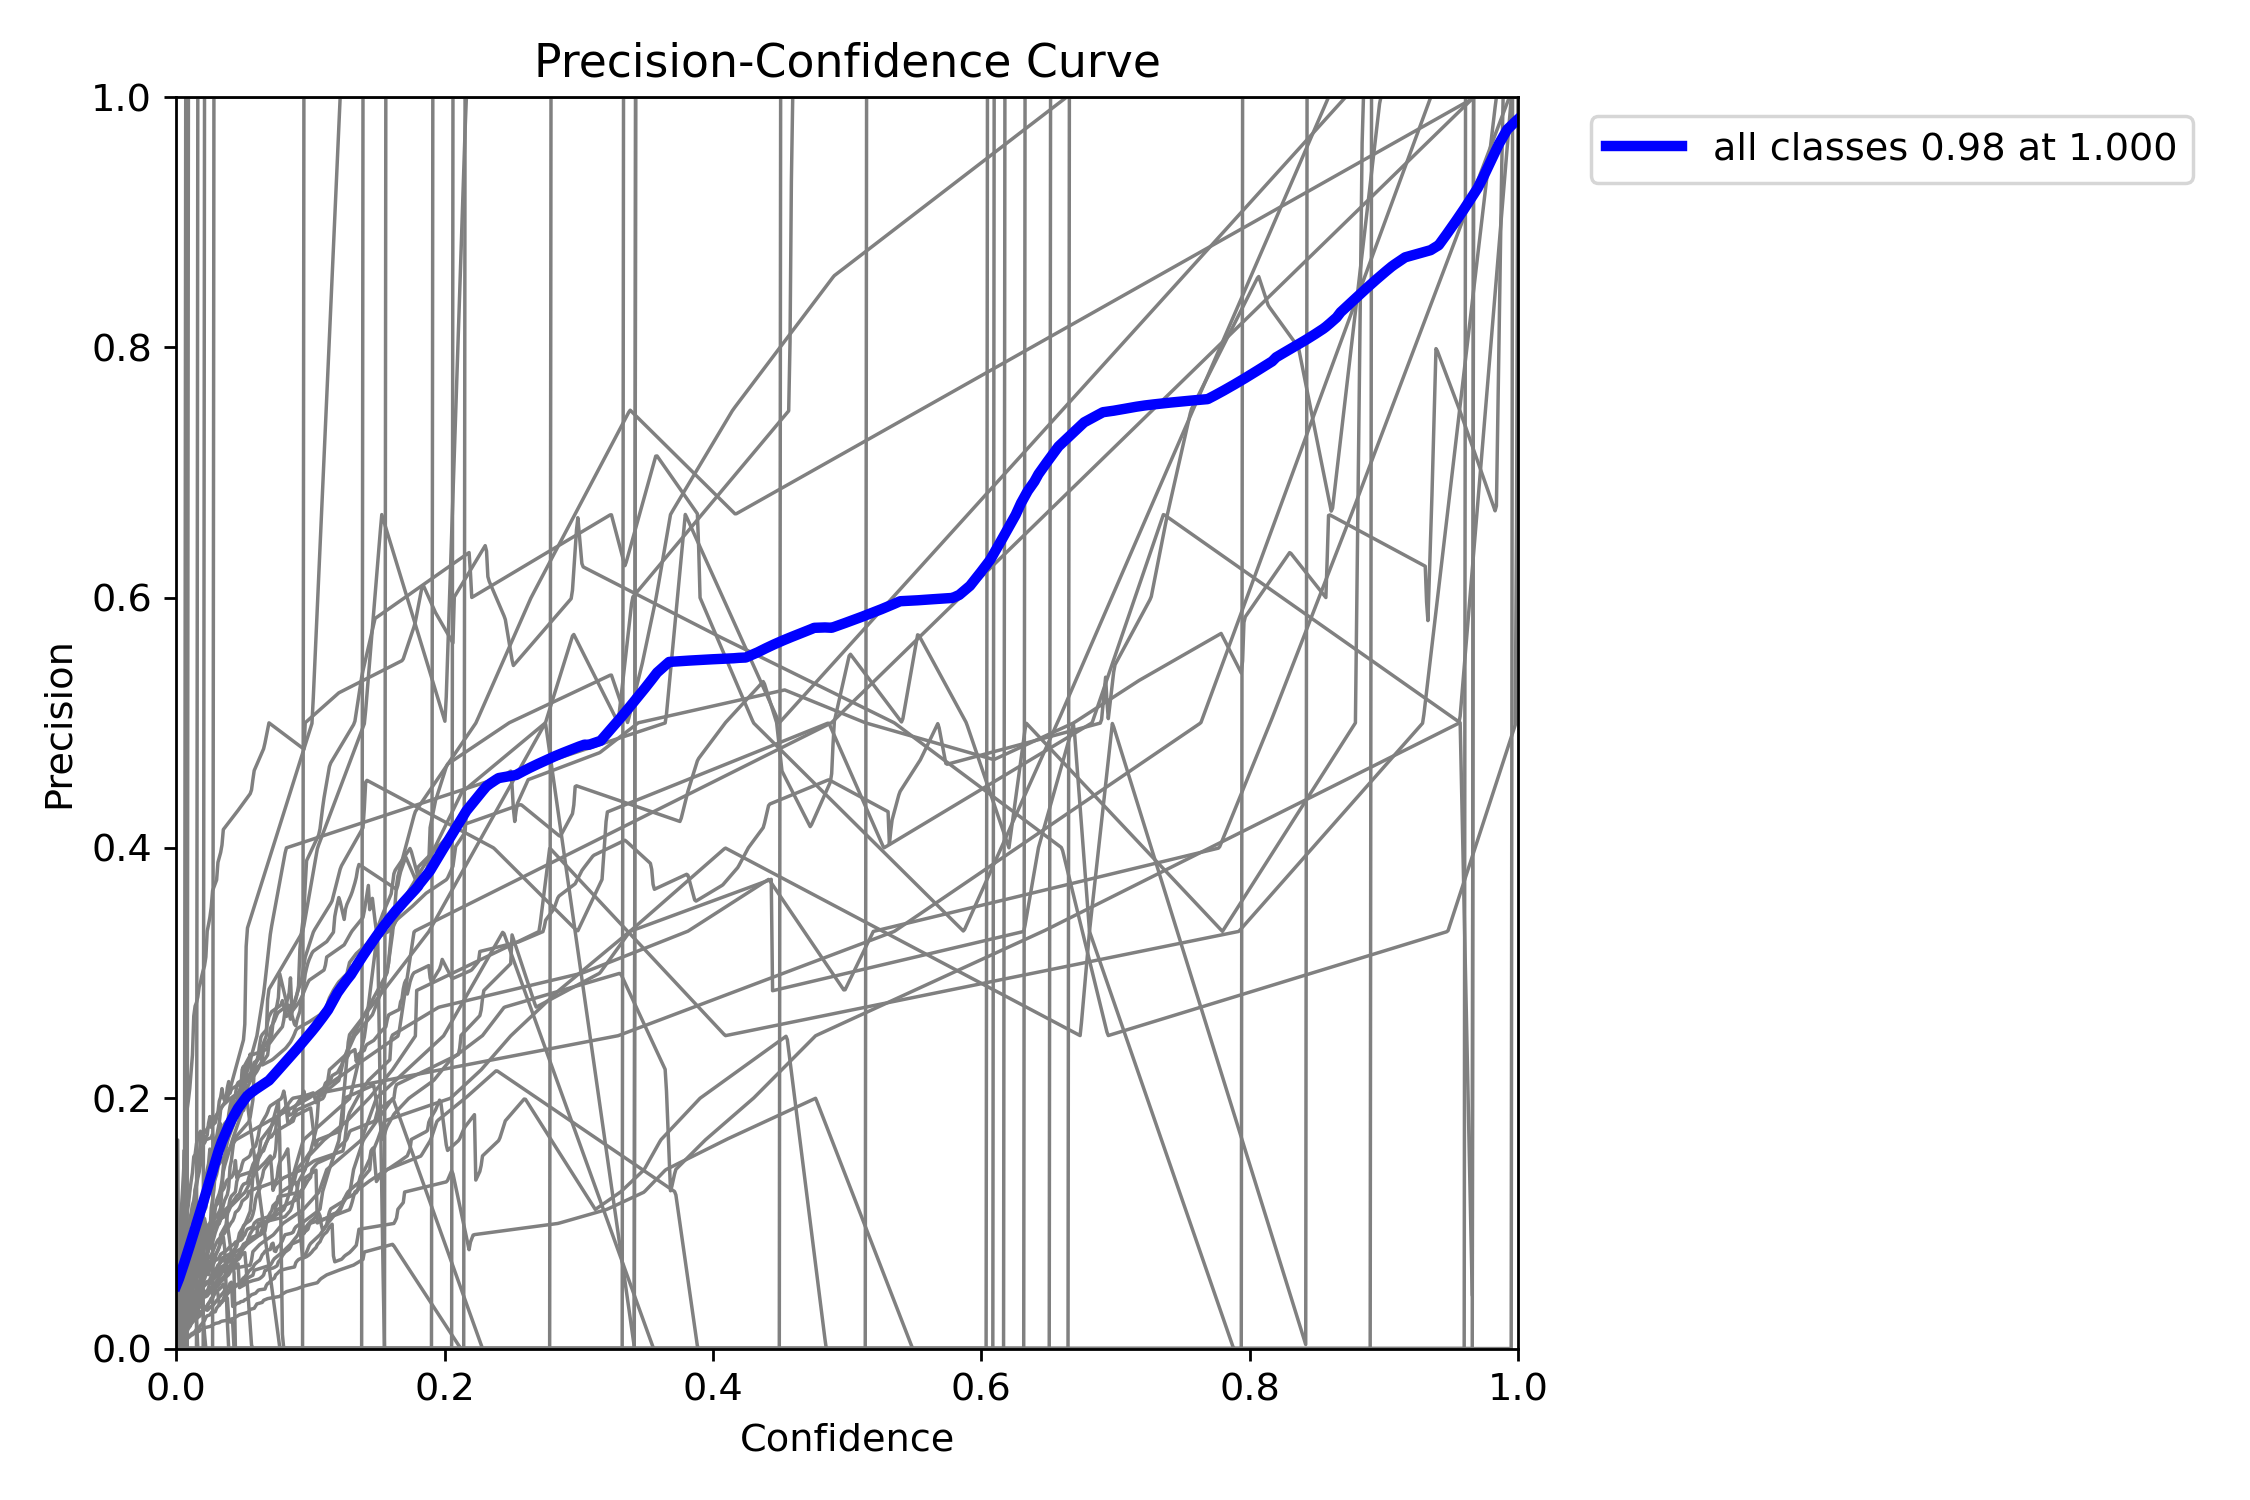 Precision-Confidence Curve
all classes 0.98 at 1.000
1.0
0.8
0.6
0.4
0.2
0.0
Precision
0.0 0.2 0.4 0.6 0.8 1.0
Confidence